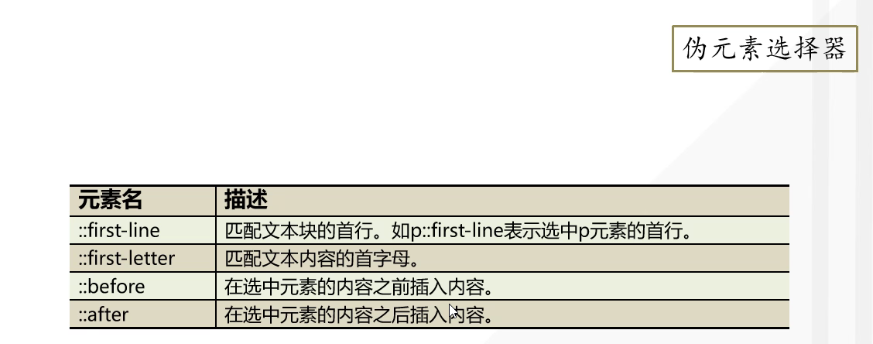 伪元素选择器
元素名 描述
::first-line 匹配文本块的首行。如p::first-line表示选中p元素的首行。
::first-letter 匹配文本内容的首字母。
::before 在选中元素的内容之前插入内容。
::after 在选中元素的内容之后插入内容。